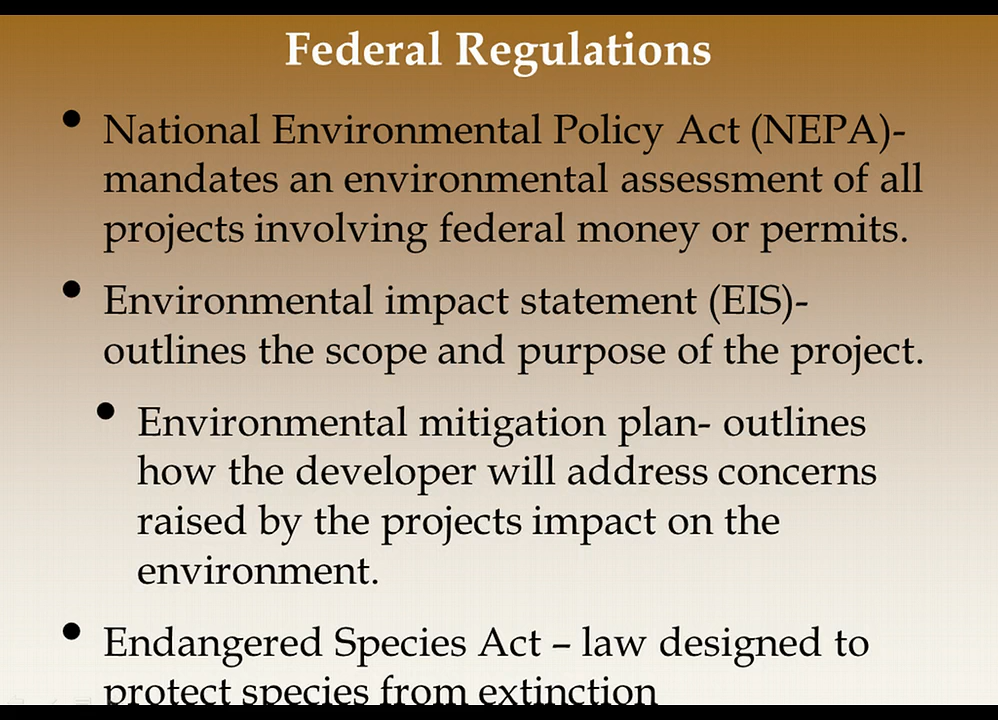 Federal Regulations
• National Environmental Policy Act (NEPA)-
mandates an environmental assessment of all
projects involving federal money or permits.
• Environmental impact statement (EIS)-
outlines the scope and purpose of the project.
• Environmental mitigation plan- outlines
how the developer will address concerns
raised by the projects impact on the
environment.
• Endangered Species Act – law designed to
protect species from extinction